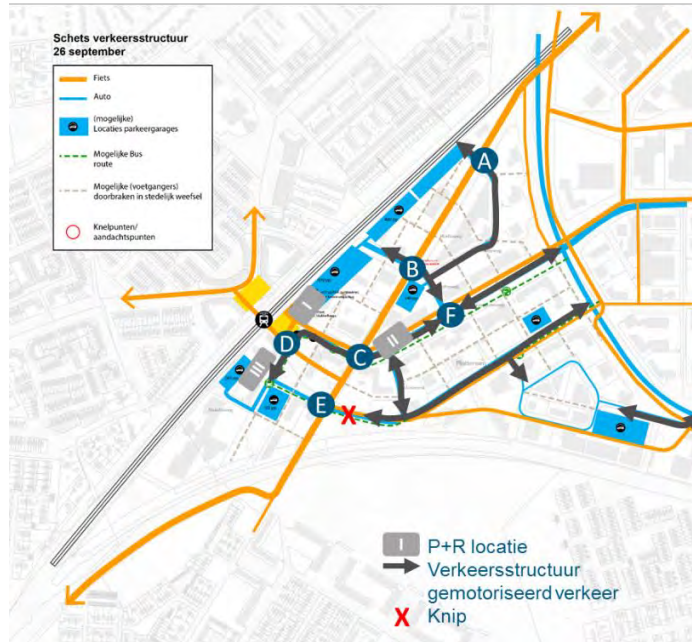 Schets verkeersstructuur
26 september
Fiets
Auto
(mogelijke)
Locaties parkeergarages
Mogelijke Bus
route
Mogelijke (voetgangers)
doorbraken in stedelijk weefsel
Knelpunten/
aandachtspunten
A
B
I
F
II
D
C
III
E
X
I
P+R locatie
Verkeersstructuur
gemotoriseerd verkeer
X Knip